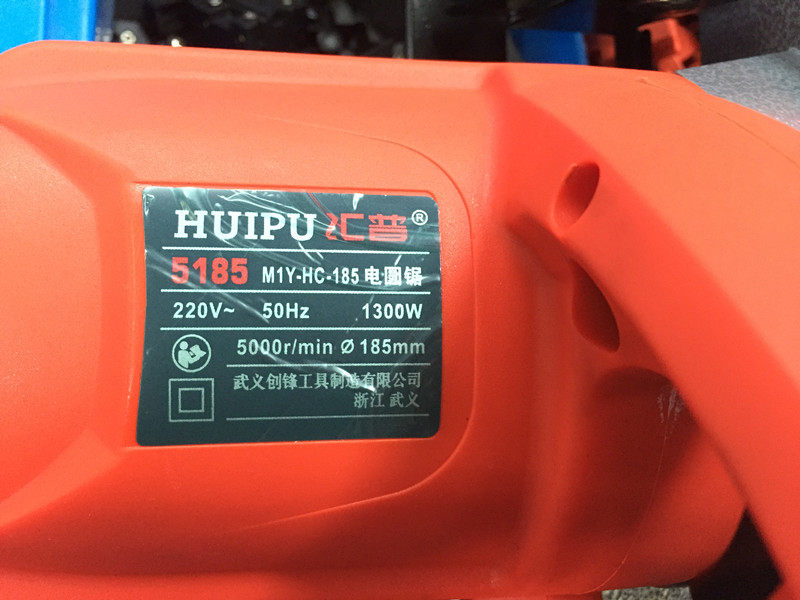 HUIPU 汇普®
5185 M1Y-HC-185 电圆锯
220V~ 50Hz 1300W
5000r/min Ø 185mm
武义创锋工具制造有限公司
浙江 武义